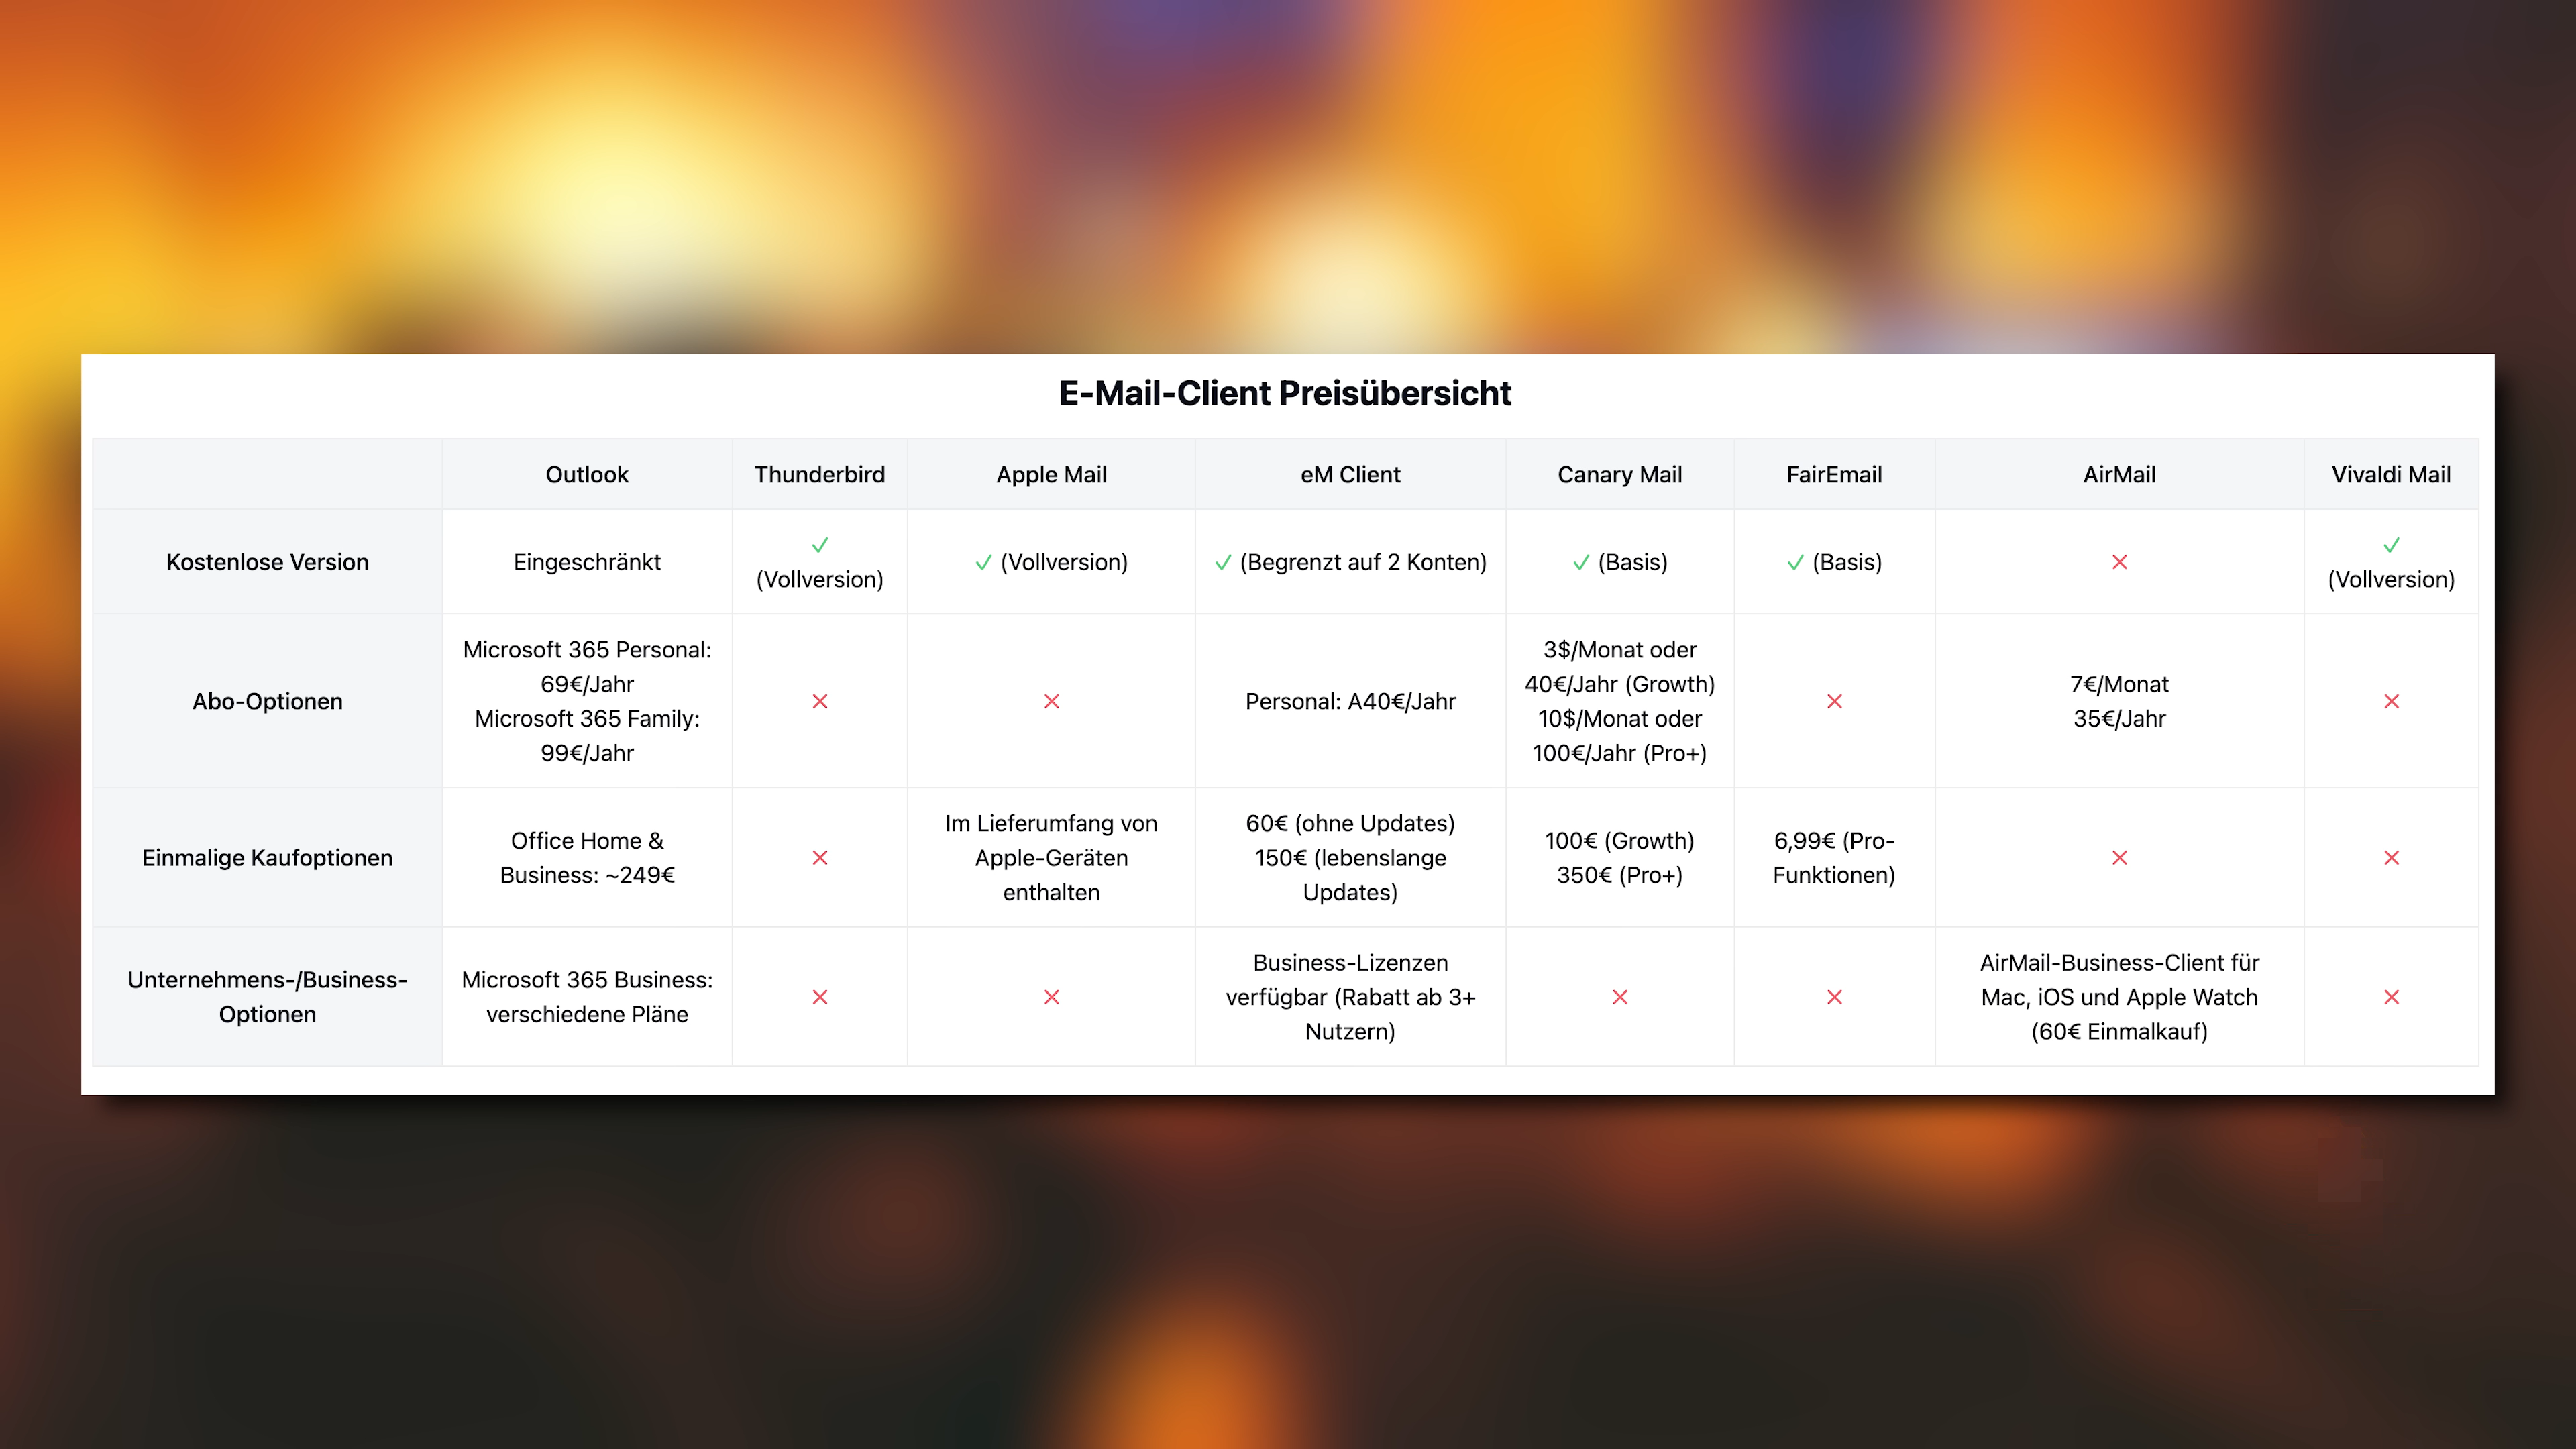 E-Mail-Client Preisübersicht
Outlook Thunderbird Apple Mail eM Client Canary Mail FairEmail AirMail Vivaldi Mail
Kostenlose Version Eingeschränkt ✓ (Vollversion) ✓ (Vollversion) ✓ (Begrenzt auf 2 Konten) ✓ (Basis) ✓ (Basis) ✕ ✓ (Vollversion)
Abo-Optionen
Microsoft 365 Personal:
69€/Jahr
Microsoft 365 Family:
99€/Jahr
✕
✕
Personal: A40€/Jahr
3$/Monat oder
40€/Jahr (Growth)
10$/Monat oder
100€/Jahr (Pro+)
✕
7€/Monat
35€/Jahr
✕
Einmalige Kaufoptionen
Office Home &
Business: ~249€
✕
Im Lieferumfang von
Apple-Geräten
enthalten
60€ (ohne Updates)
150€ (lebenslange
Updates)
100€ (Growth)
350€ (Pro+)
6,99€ (Pro-
Funktionen)
✕
✕
Unternehmens-/Business-
Optionen
Microsoft 365 Business:
verschiedene Pläne
✕
✕
Business-Lizenzen
verfügbar (Rabatt ab 3+
Nutzern)
✕
✕
AirMail-Business-Client für
Mac, iOS und Apple Watch
(60€ Einmalkauf)
✕